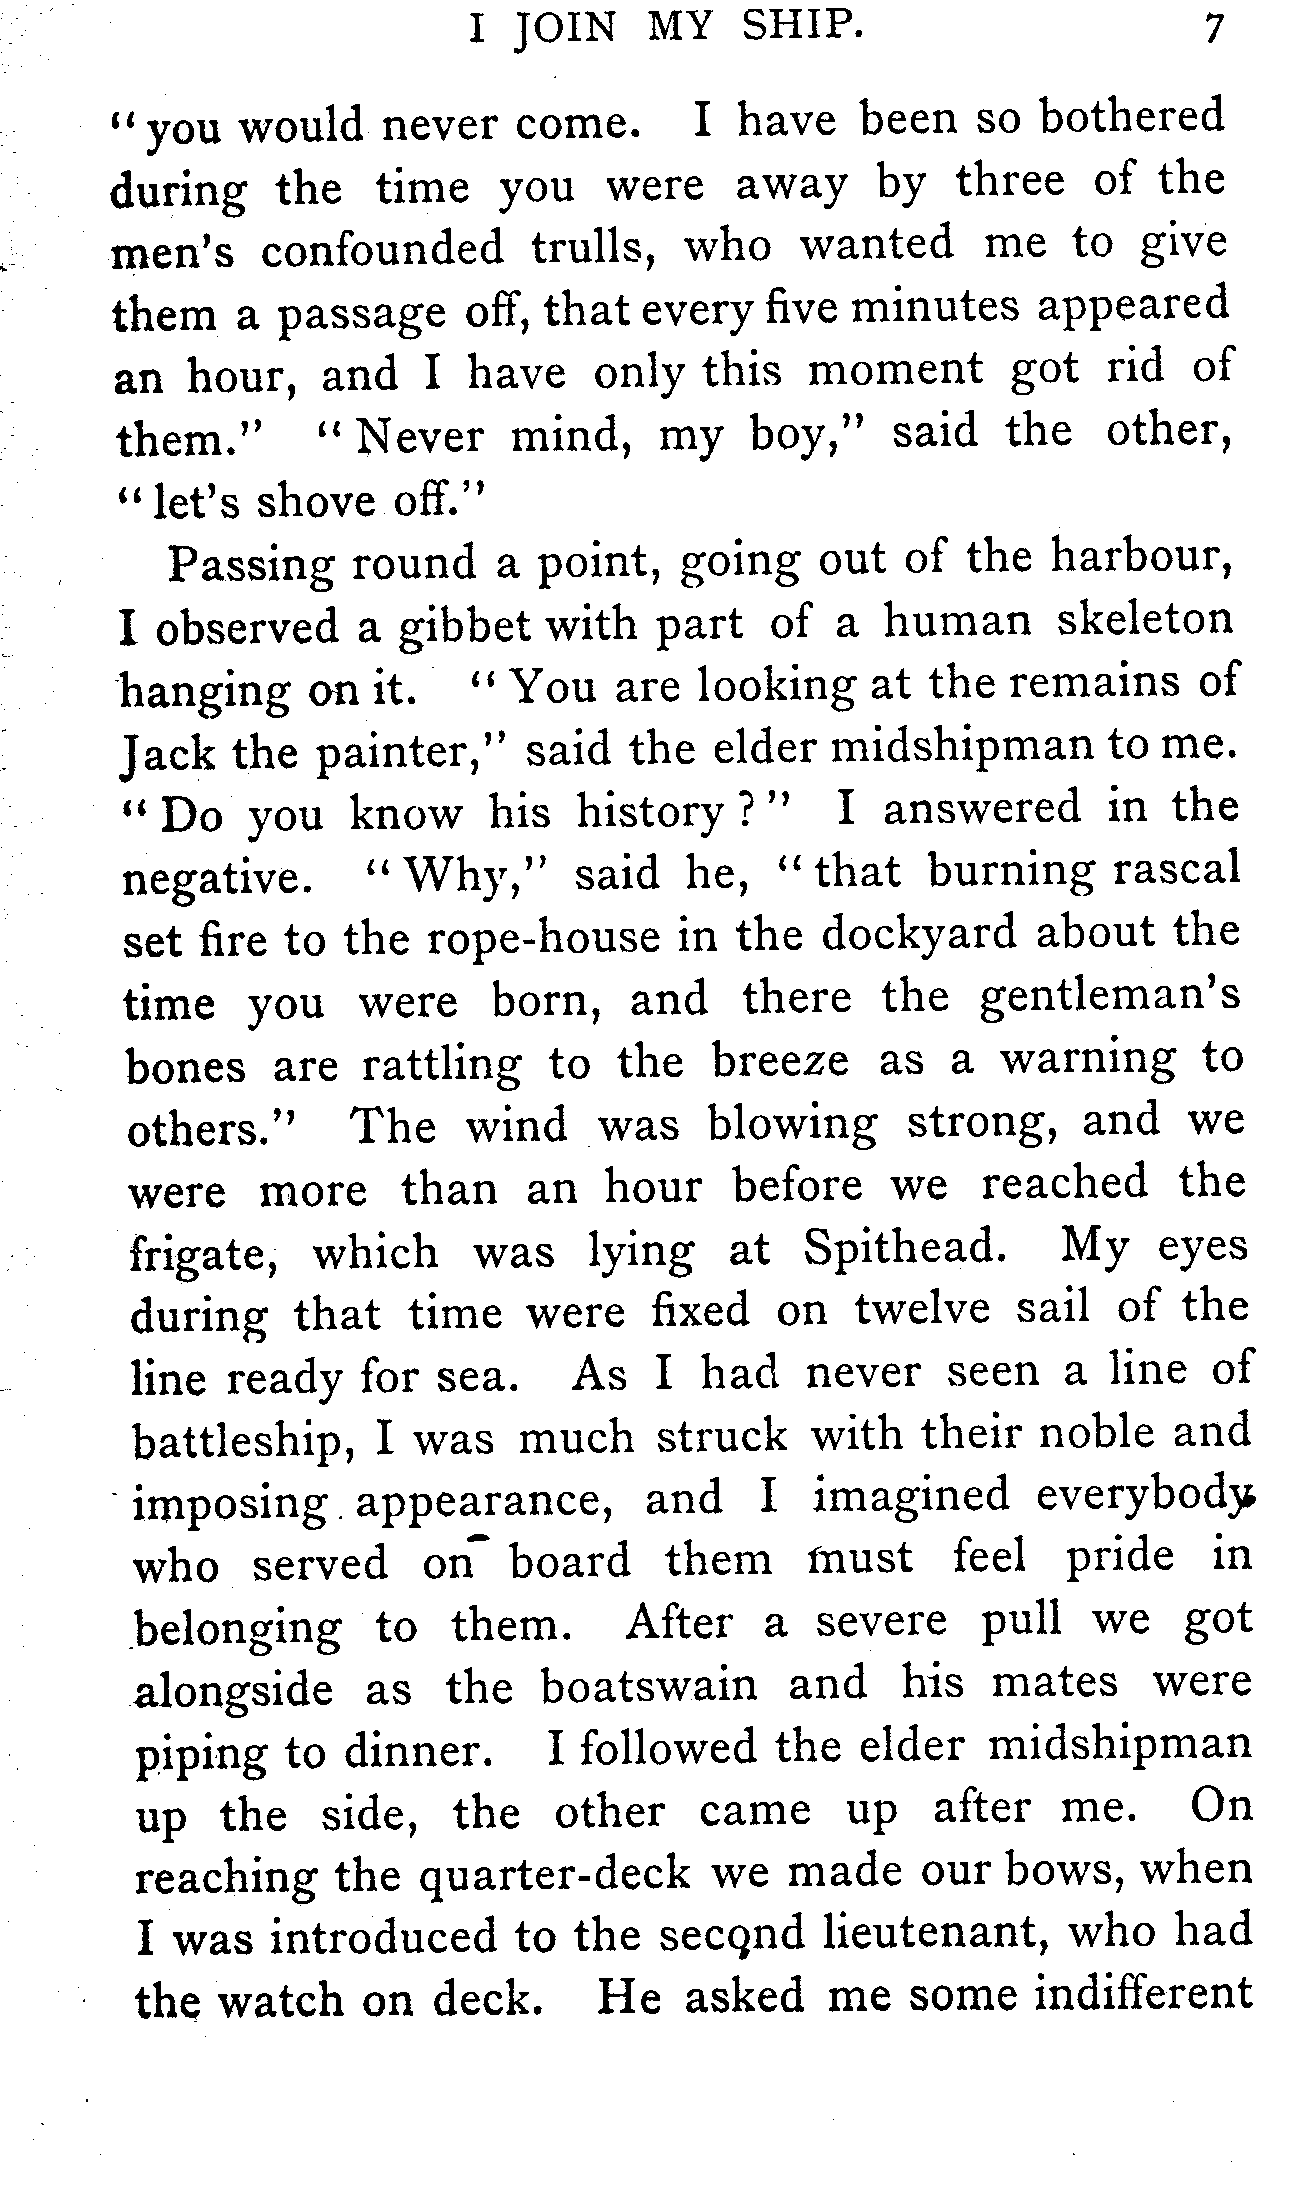 I JOIN MY SHIP. 7
"you would never come. I have been so bothered
during the time you were away by three of the
men's confounded trulls, who wanted me to give
them a passage off, that every five minutes appeared
an hour, and I have only this moment got rid of
them." "Never mind, my boy," said the other,
"let's shove off."
Passing round a point, going out of the harbour,
I observed a gibbet with part of a human skeleton
hanging on it. "You are looking at the remains of
Jack the painter," said the elder midshipman to me.
"Do you know his history?" I answered in the
negative. "Why," said he, "that burning rascal
set fire to the rope-house in the dockyard about the
time you were born, and there the gentleman's
bones are rattling to the breeze as a warning to
others." The wind was blowing strong, and we
were more than an hour before we reached the
frigate, which was lying at Spithead. My eyes
during that time were fixed on twelve sail of the
line ready for sea. As I had never seen a line of
battleship, I was much struck with their noble and
imposing appearance, and I imagined everybody
who served on board them must feel pride in
belonging to them. After a severe pull we got
alongside as the boatswain and his mates were
piping to dinner. I followed the elder midshipman
up the side, the other came up after me. On
reaching the quarter-deck we made our bows, when
I was introduced to the second lieutenant, who had
the watch on deck. He asked me some indifferent